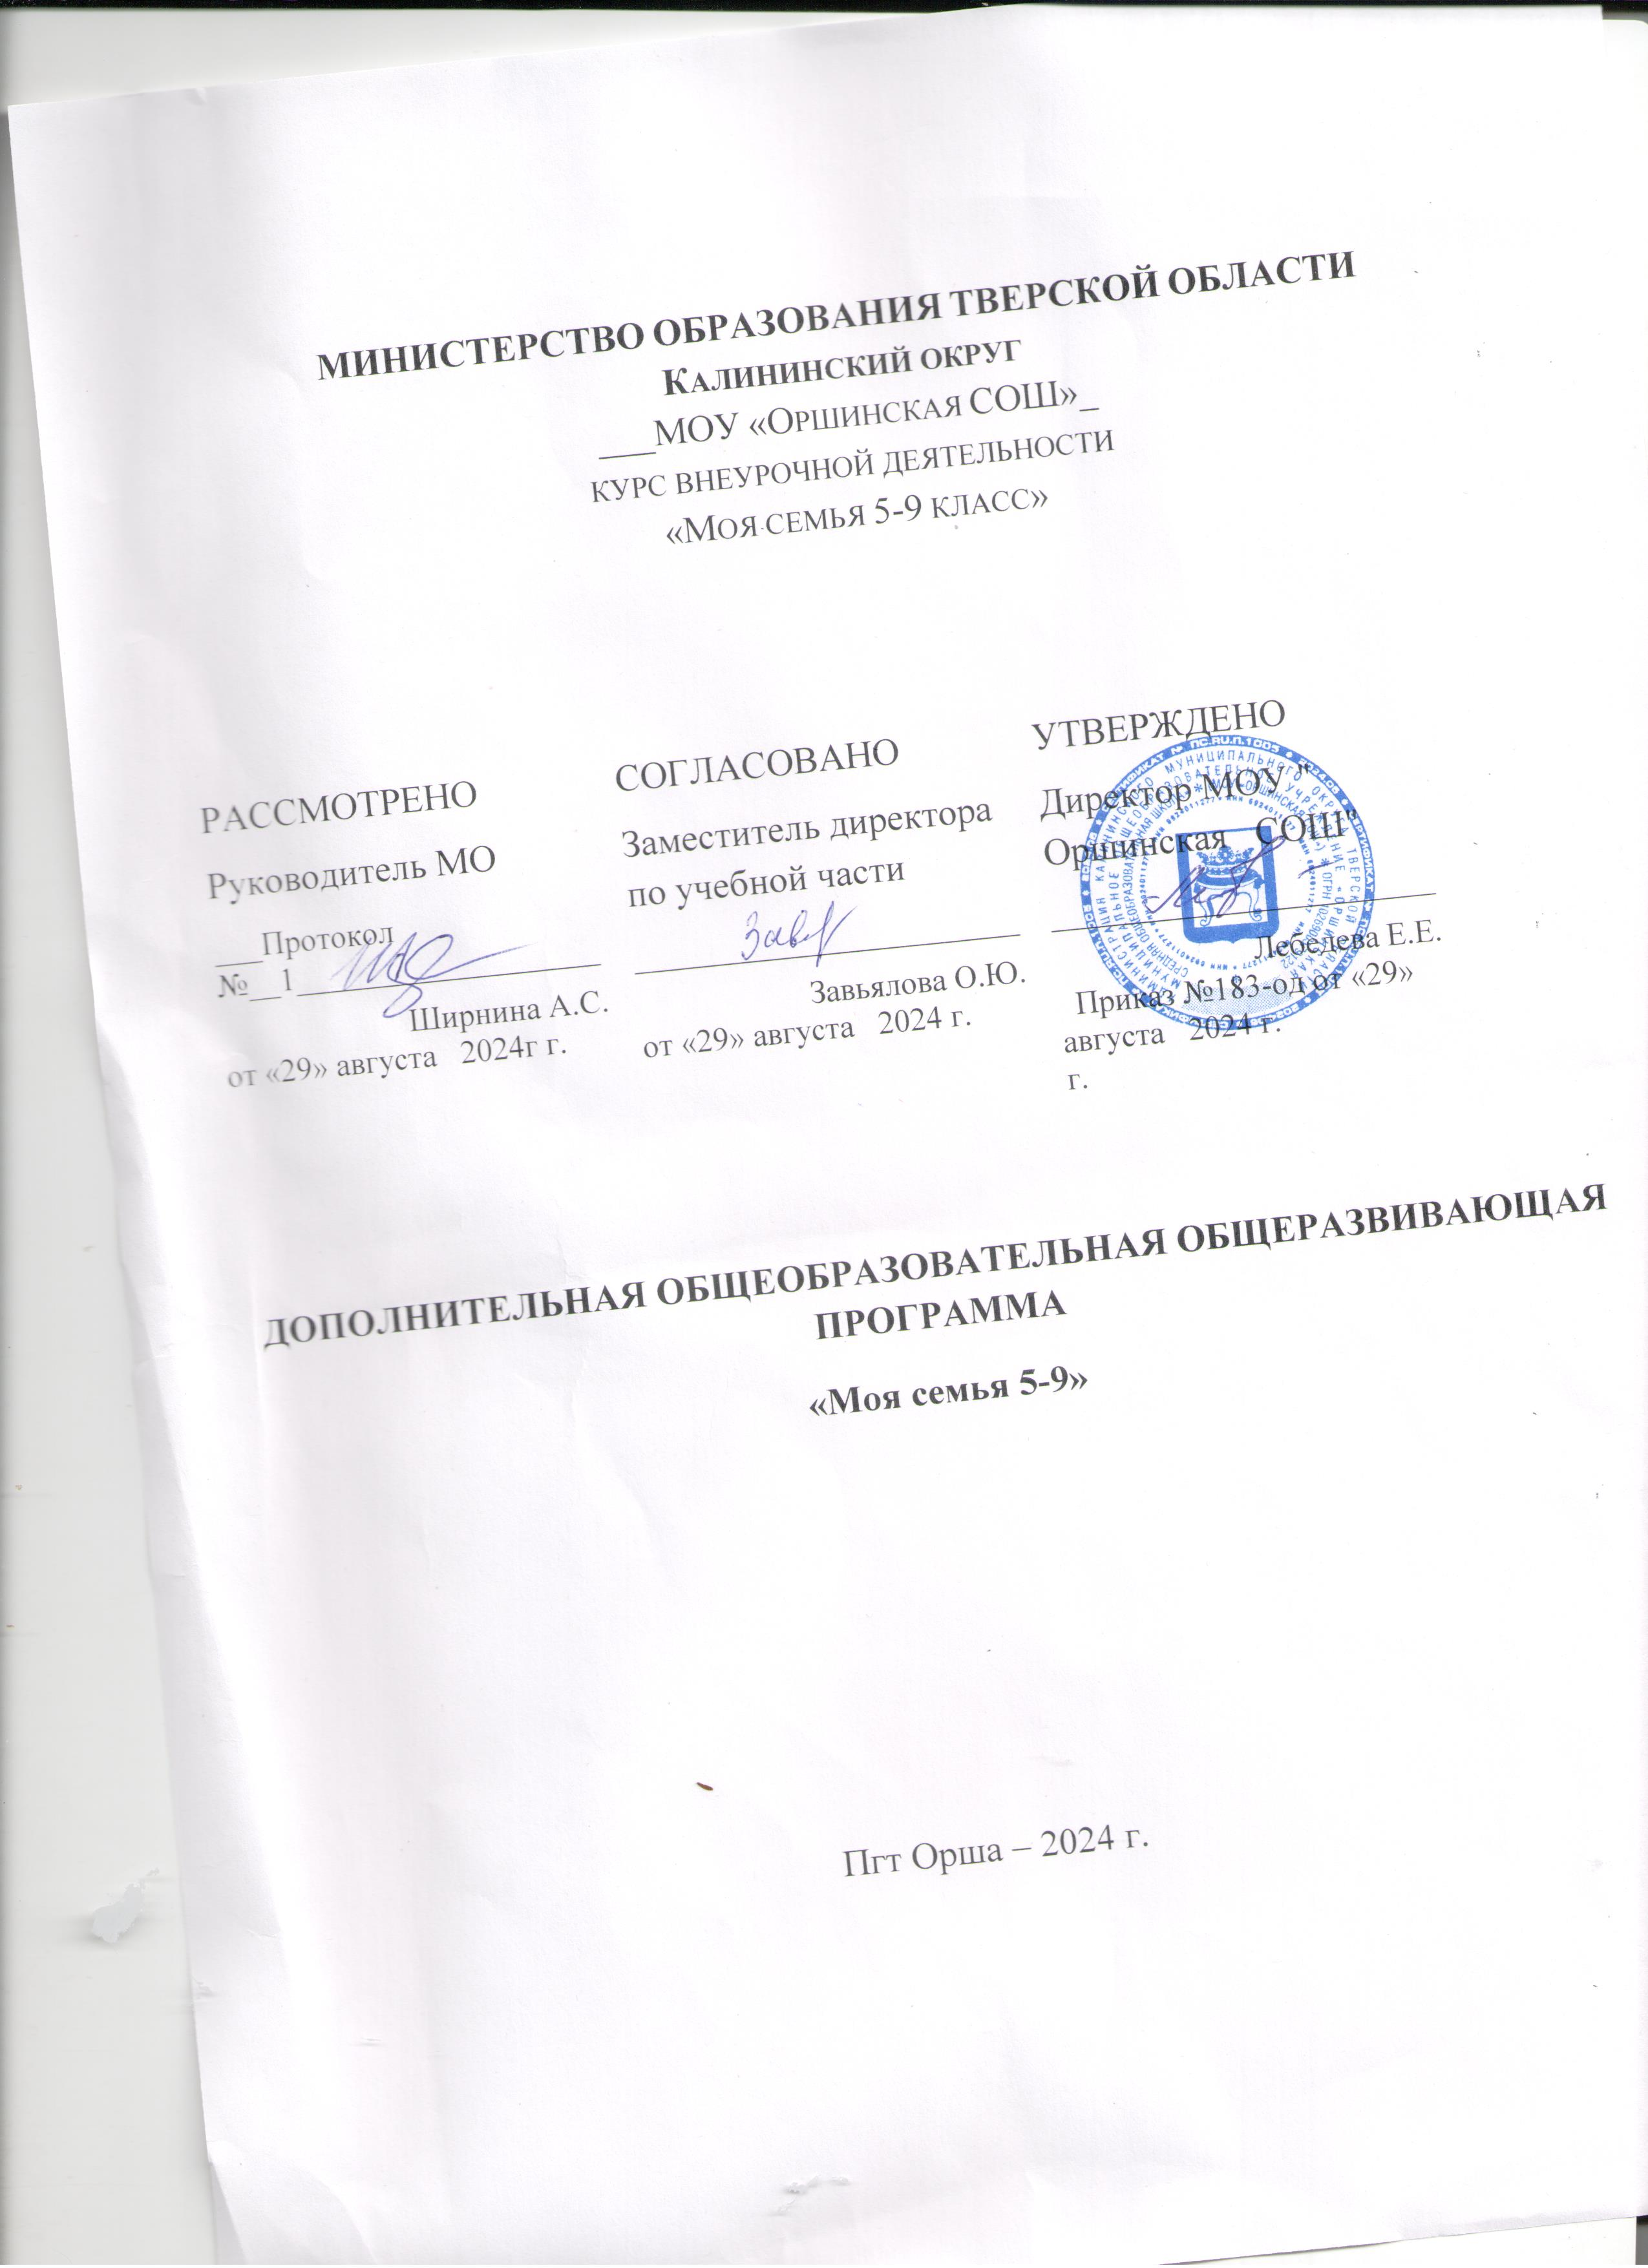 МИНИСТЕРСТВО ОБРАЗОВАНИЯ ТВЕРСКОЙ ОБЛАСТИ
КАЛИНИНСКИЙ ОКРУГ
___МОУ «ОРШИНСКАЯ СОШ»_
КУРС ВНЕУРОЧНОЙ ДЕЯТЕЛЬНОСТИ
«МОЯ СЕМЬЯ 5-9 КЛАСС»
РАССМОТРЕНО
Руководитель МО
___Протокол
№__1____________________
Ширнина А.С.
от «29» августа 2024г г.
СОГЛАСОВАНО
Заместитель директора
по учебной части
Завьялова О.Ю.
от «29» августа 2024 г.
УТВЕРЖДЕНО
Директор МОУ "
Оршинская СОШ"
Лебедева Е.Е.
Приказ №183-од от «29»
августа 2024 г.
г.
ДОПОЛНИТЕЛЬНАЯ ОБЩЕОБРАЗОВАТЕЛЬНАЯ ОБЩЕРАЗВИВАЮЩАЯ
ПРОГРАММА
«Моя семья 5-9»
Пгт Орша – 2024 г.